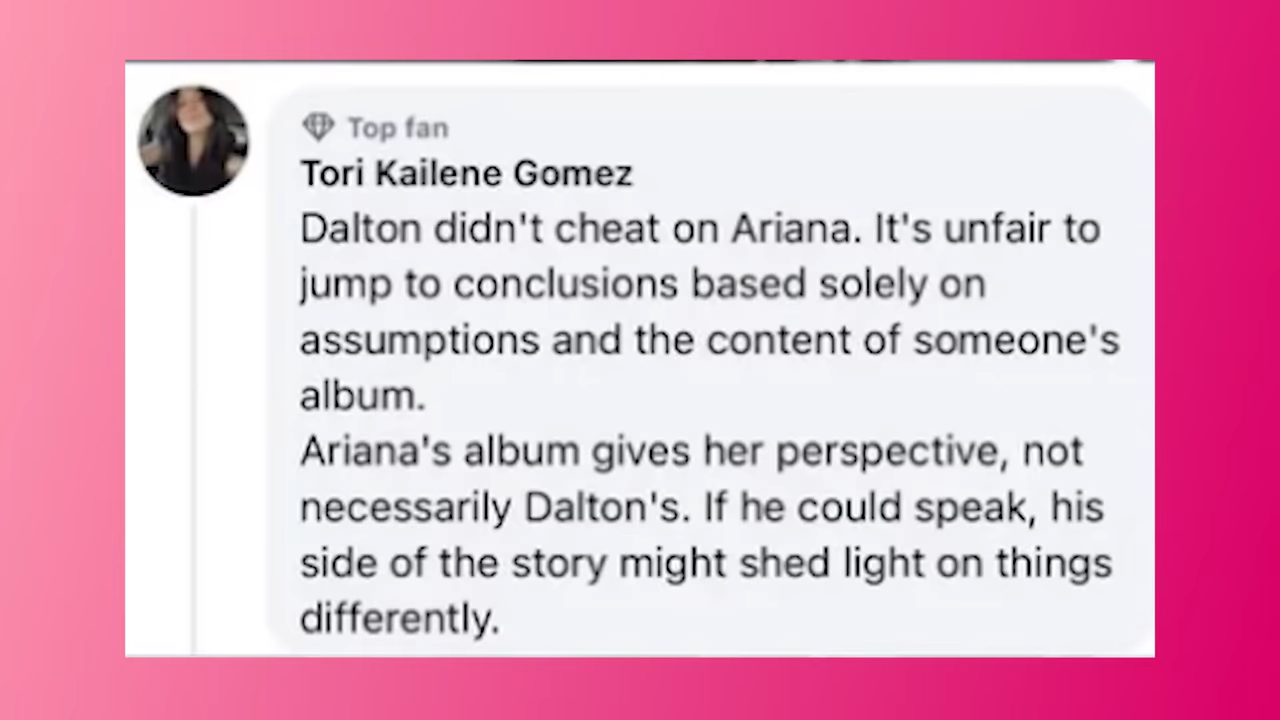 Top fan
Tori Kailene Gomez
Dalton didn't cheat on Ariana. It's unfair to
jump to conclusions based solely on
assumptions and the content of someone's
album.
Ariana's album gives her perspective, not
necessarily Dalton's. If he could speak, his
side of the story might shed light on things
differently.